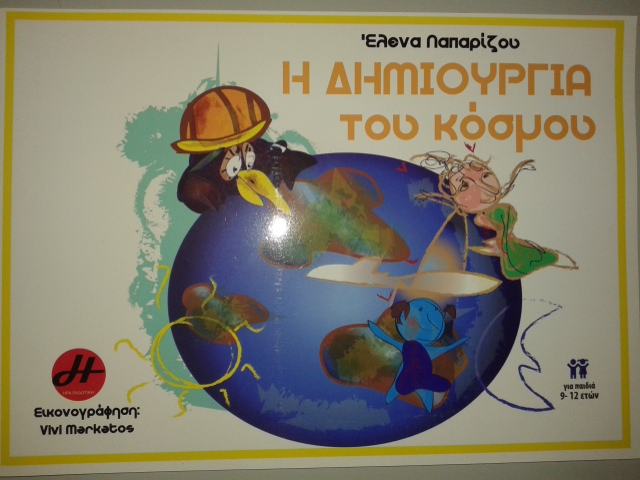 Έλενα Παπαρίζου
Η ΔΗΜΙΟΥΡΓΙΑ
του κόσμου
Εικονογράφηση:
Vivi Markatos
για παιδιά
9- 12 ετών